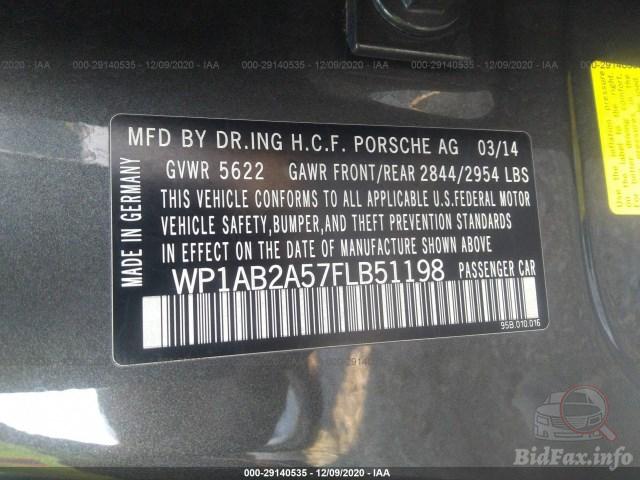 000-29140535 - 12/09/2020 - IAA
MFD BY DR.ING H.C.F. PORSCHE AG 03/14
GVWR 5622 GAWR FRONT/REAR 2844/2954 LBS
THIS VEHICLE CONFORMS TO ALL APPLICABLE U.S.FEDERAL MOTOR
VEHICLE SAFETY,BUMPER,AND THEFT PREVENTION STANDARDS
IN EFFECT ON THE DATE OF MANUFACTURE SHOWN ABOVE
WP1AB2A57FLB51198 PASSENGER CAR
95B.010.016
MADE IN GERMANY
BidFax.info
000-29140535 - 12/09/2020 - IAA